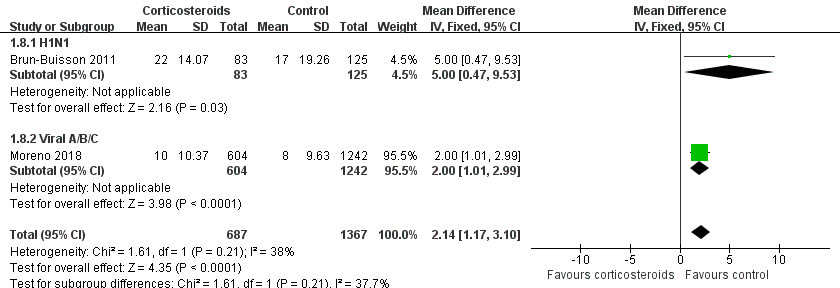 Corticosteroids Control Mean Difference Mean Difference
Study or Subgroup Mean SD Total Mean SD Total Weight IV, Fixed, 95% CI IV, Fixed, 95% CI
1.8.1 H1N1
Brun-Buisson 2011 22 14.07 83 17 19.26 125 4.5% 5.00 [0.47, 9.53]
Subtotal (95% CI) 83 125 4.5% 5.00 [0.47, 9.53]
Heterogeneity: Not applicable
Test for overall effect: Z = 2.16 (P = 0.03)
1.8.2 Viral A/B/C
Moreno 2018 10 10.37 604 8 9.63 1242 95.5% 2.00 [1.01, 2.99]
Subtotal (95% CI) 604 1242 95.5% 2.00 [1.01, 2.99]
Heterogeneity: Not applicable
Test for overall effect: Z = 3.98 (P < 0.0001)
Total (95% CI) 687 1367 100.0% 2.14 [1.17, 3.10]
Heterogeneity: Chi² = 1.61, df = 1 (P = 0.21); I² = 38%
Test for overall effect: Z = 4.35 (P < 0.0001)
Test for subgroup differences: Chi² = 1.61, df = 1 (P = 0.21), I² = 37.7%
-10 -5 0 5 10
Favours corticosteroids Favours control